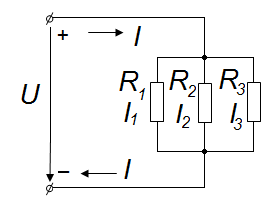 + I
U
R1 R2 R3
I1 I2 I3
− I